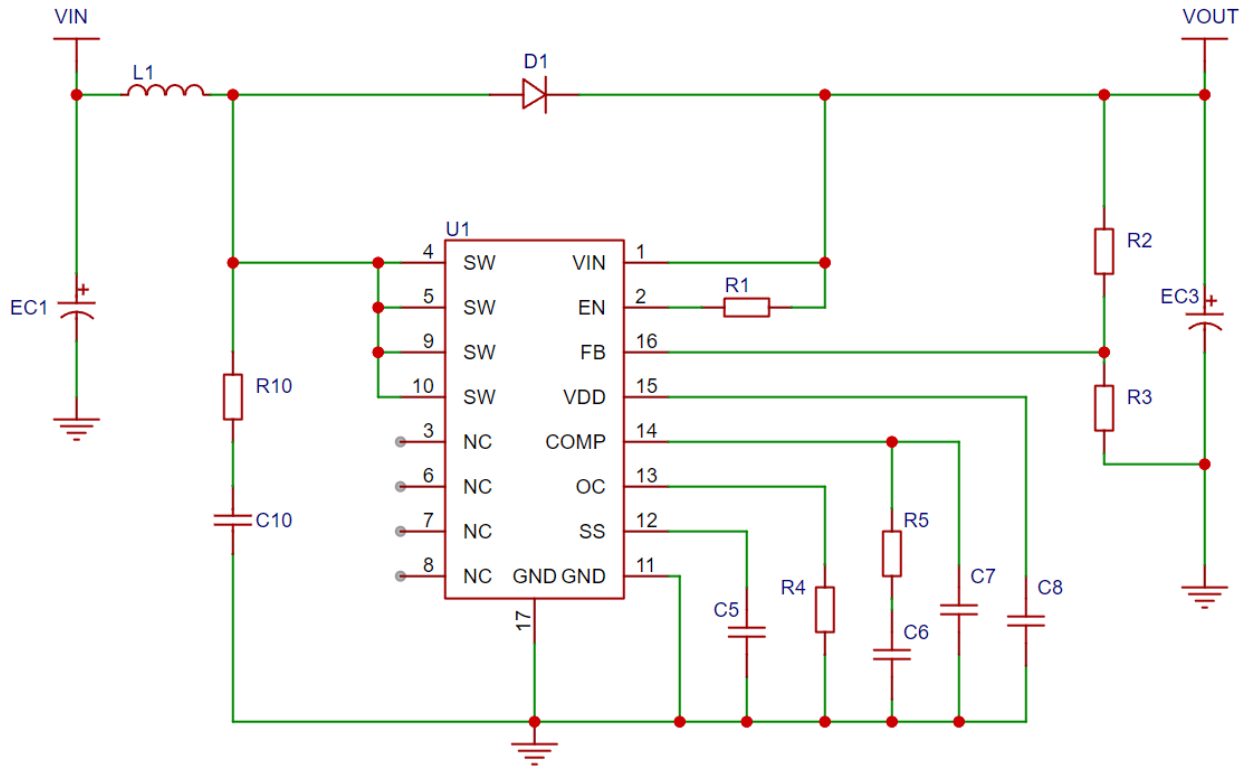 VIN
VOUT
L1
D1
U1
4 SW VIN 1
5 SW EN 2
9 SW FB 16
10 SW VDD 15
3 NC COMP 14
6 NC OC 13
7 NC SS 12
8 NC GND GND 11
17
R1
R2
EC3
EC1
R3
R10
C10
R5
C7
C8
R4
C5
C6